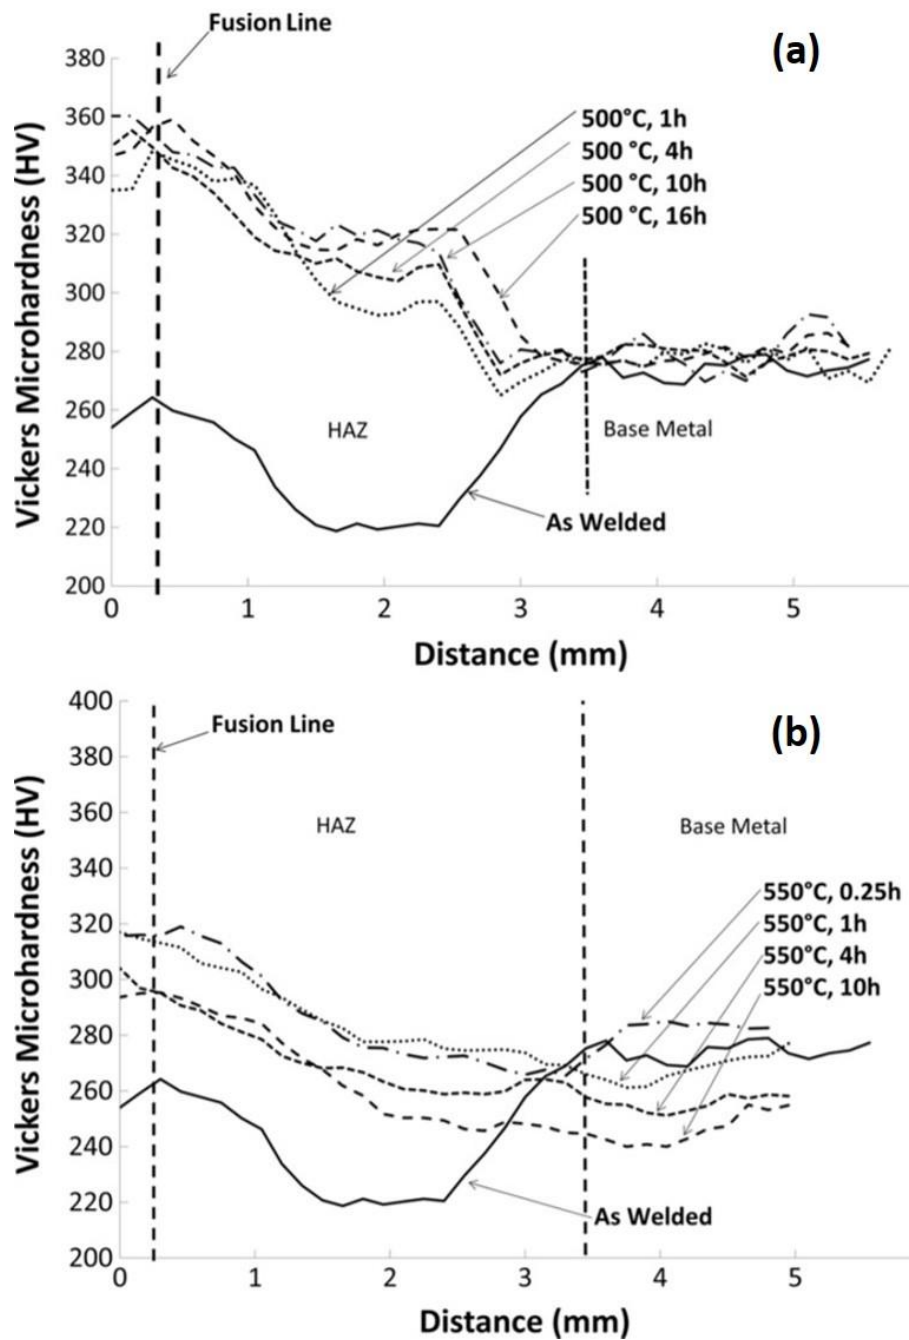 Fusion Line
(a)
380
360
340
320
300
280
260
240
220
200
Vickers Microhardness (HV)
500°C, 1h
500 °C, 4h
500 °C, 10h
500 °C, 16h
HAZ
Base Metal
As Welded
0 1 2 3 4 5
Distance (mm)
400
380
360
340
320
300
280
260
240
220
200
Vickers Microhardness (HV)
Fusion Line
(b)
HAZ
Base Metal
550°C, 0.25h
550°C, 1h
550°C, 4h
550°C, 10h
As Welded
0 1 2 3 4 5
Distance (mm)